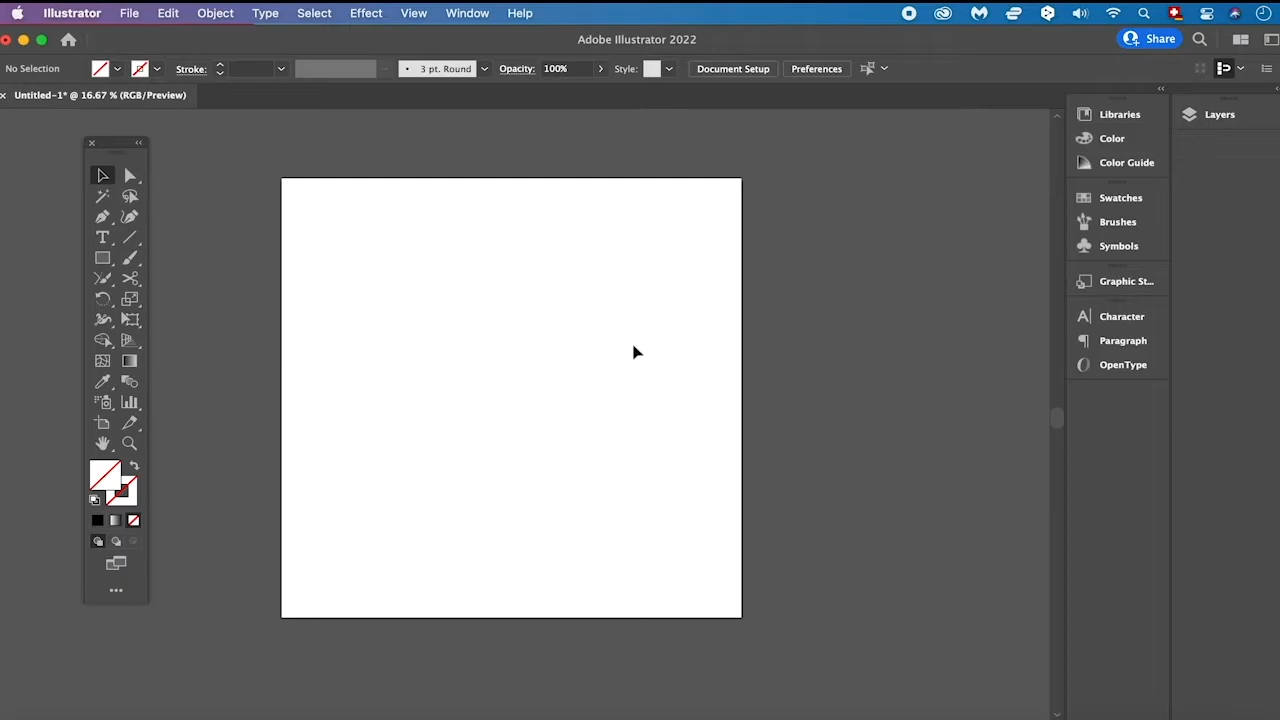 Illustrator File Edit Object Type Select Effect View Window Help
Adobe Illustrator 2022
Share
No Selection
Stroke:
3 pt. Round
Opacity: 100%
Style:
Document Setup
Preferences
Untitled-1* @ 16.67 % (RGB/Preview)
Libraries
Color
Color Guide
Swatches
Brushes
Symbols
Graphic St...
Character
Paragraph
OpenType
Layers